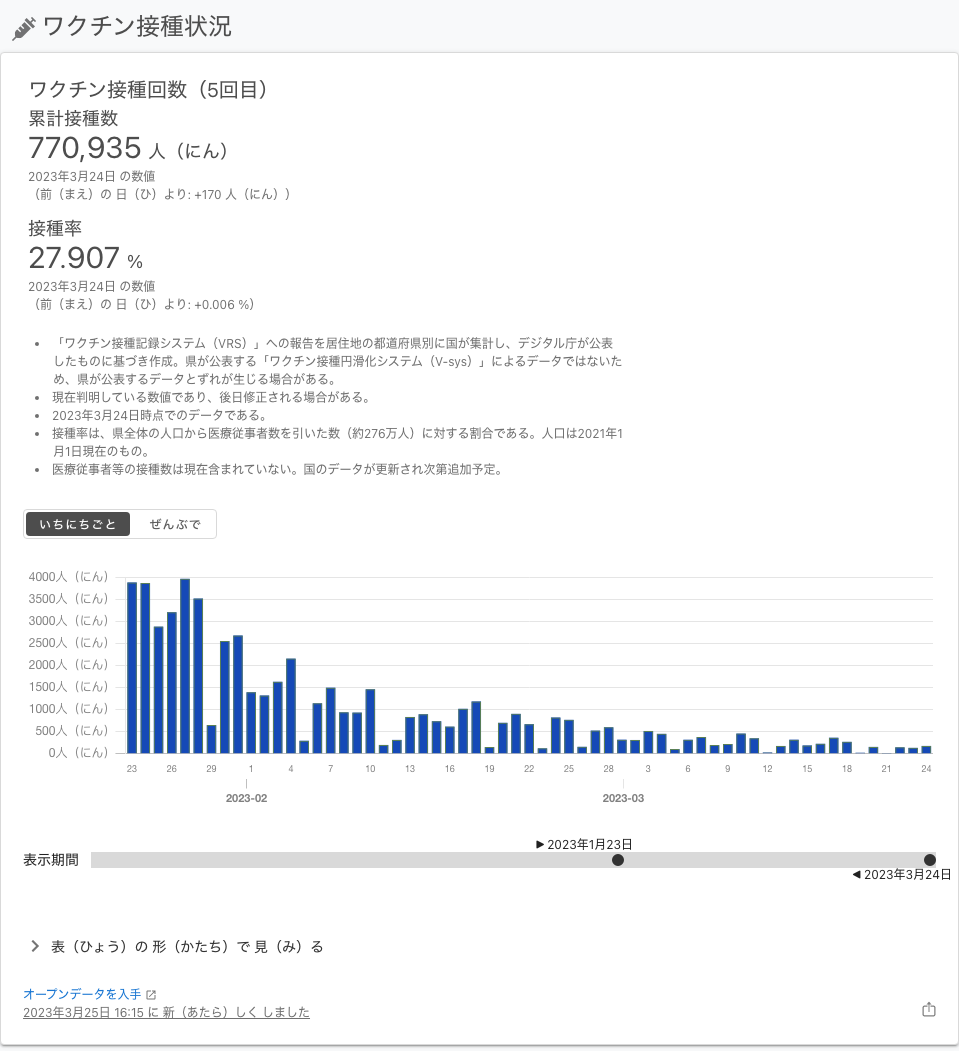 ワクチン接種状況
ワクチン接種回数（5回目）
累計接種数
770,935 人（にん）
2023年3月24日 の数値
（前（まえ）の 日（ひ）より: +170 人（にん））
接種率
27.907 %
2023年3月24日 の数値
（前（まえ）の 日（ひ）より: +0.006 %）
• 「ワクチン接種記録システム（VRS）」への報告を居住地の都道府県別に国が集計し、デジタル庁が公表
したものに基づき作成。県が公表する「ワクチン接種円滑化システム（V-sys）」によるデータではないた
め、県が公表するデータとずれが生じる場合がある。
• 現在判明している数値であり、後日修正される場合がある。
• 2023年3月24日時点でのデータである。
• 接種率は、県全体の人口から医療従事者数を引いた数（約276万人）に対する割合である。人口は2021年1
月1日現在のもの。
• 医療従事者等の接種数は現在含まれていない。国のデータが更新され次第追加予定。
いちにちごと ぜんぶで
4000人（にん）
3500人（にん）
3000人（にん）
2500人（にん）
2000人（にん）
1500人（にん）
1000人（にん）
500人（にん）
0人（にん）
23 26 29 1 4 7 10 13 16 19 22 25 28 3 6 9 12 15 18 21 24
2023-02 2023-03
▶ 2023年1月23日
表示期間
◀ 2023年3月24日
表（ひょう）の 形（かたち）で 見（み）る
オープンデータを入手
2023年3月25日 16:15 に 新（あたら）しく しました